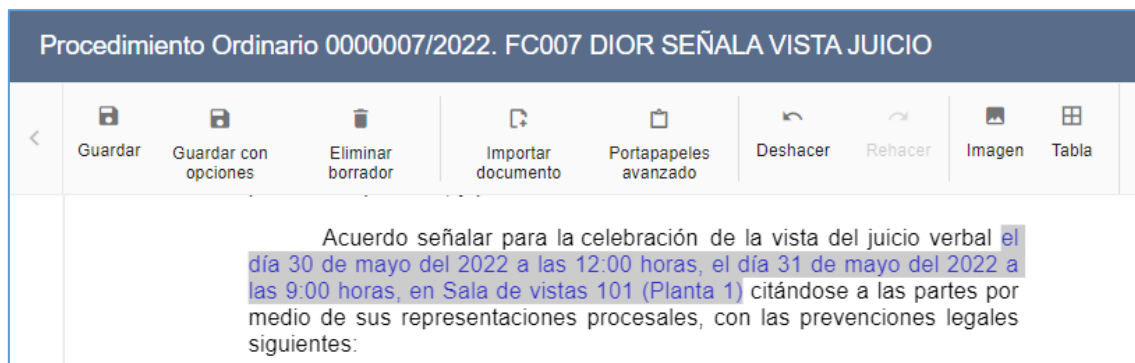 Procedimiento Ordinario 0000007/2022. FC007 DIOR SEÑALA VISTA JUICIO
Guardar
Guardar con
opciones
Eliminar
borrador
Importar
documento
Portapapeles
avanzado
Deshacer
Rehacer
Imagen
Tabla
Acuerdo señalar para la celebración de la vista del juicio verbal el
día 30 de mayo del 2022 a las 12:00 horas, el día 31 de mayo del 2022 a
las 9:00 horas, en Sala de vistas 101 (Planta 1) citándose a las partes por
medio de sus representaciones procesales, con las prevenciones legales
siguientes: